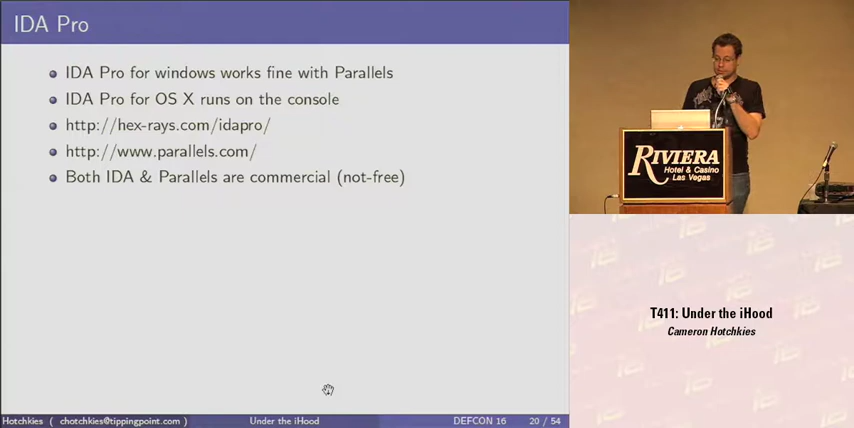 IDA Pro
IDA Pro for windows works fine with Parallels
IDA Pro for OS X runs on the console
http://hex-rays.com/idapro/
http://www.parallels.com/
Both IDA & Parallels are commercial (not-free)
Hotchkies ( chotchkies@tippingpoint.com ) Under the iHood DEFCON 16 20 / 54
RIVIERA
Hotel & Casino
Las Vegas
T411: Under the iHood
Cameron Hotchkies